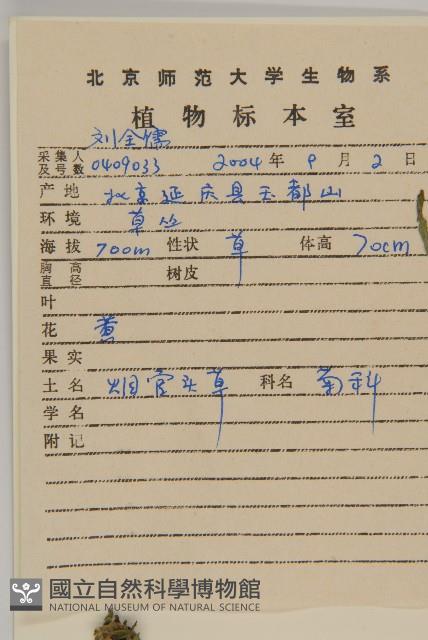 北京师范大学生物系
植物标本室
刘全儒
采集人及号数 0409033 2004年9月2日
产地 北京延庆县玉都山
环境 草丛
海拔 700m 性状 草 体高 70cm
胸高直径 树皮
叶
花 黄
果实
土名 烟管头草 科名 菊科
学名
附记
國立自然科學博物館
NATIONAL MUSEUM OF NATURAL SCIENCE